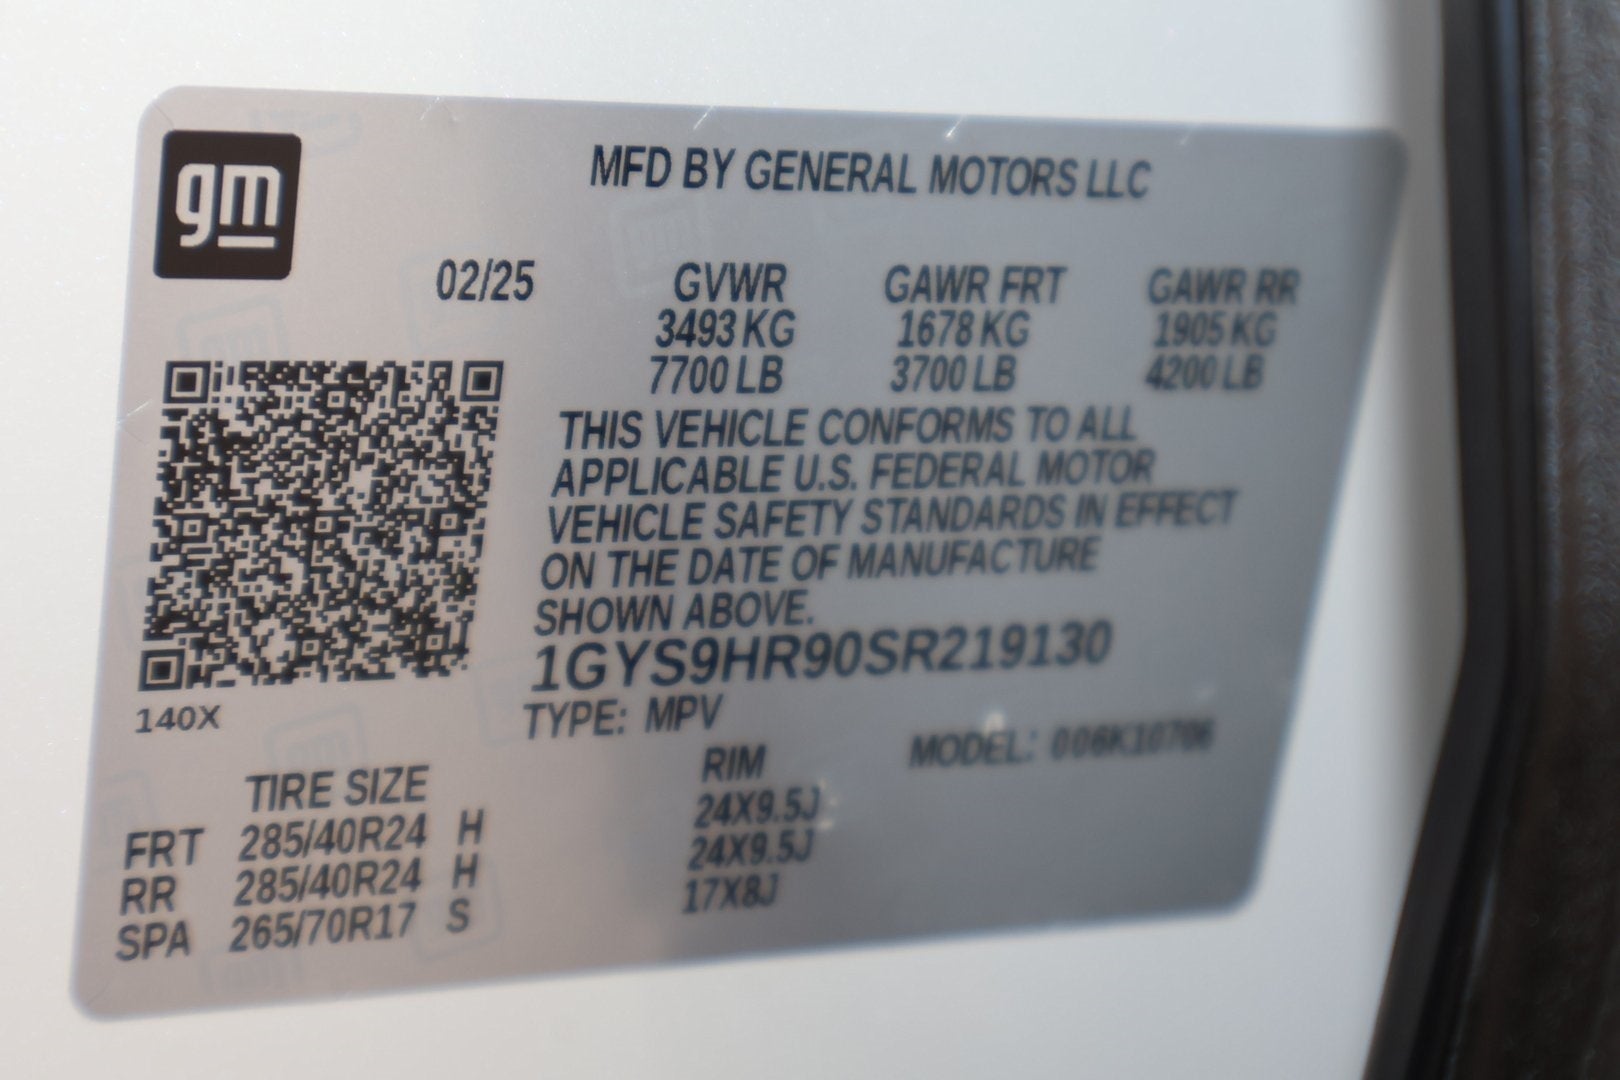 gm
MFD BY GENERAL MOTORS LLC
02/25 GVWR GAWR FRT GAWR RR
3493 KG 1678 KG 1905 KG
7700 LB 3700 LB 4200 LB
THIS VEHICLE CONFORMS TO ALL
APPLICABLE U.S. FEDERAL MOTOR
VEHICLE SAFETY STANDARDS IN EFFECT
ON THE DATE OF MANUFACTURE
SHOWN ABOVE.
1GYS9HR90SR219130
140X
TYPE: MPV MODEL: 006K10706
TIRE SIZE RIM
FRT 285/40R24 H 24X9.5J
RR 285/40R24 H 24X9.5J
SPA 265/70R17 S 17X8J